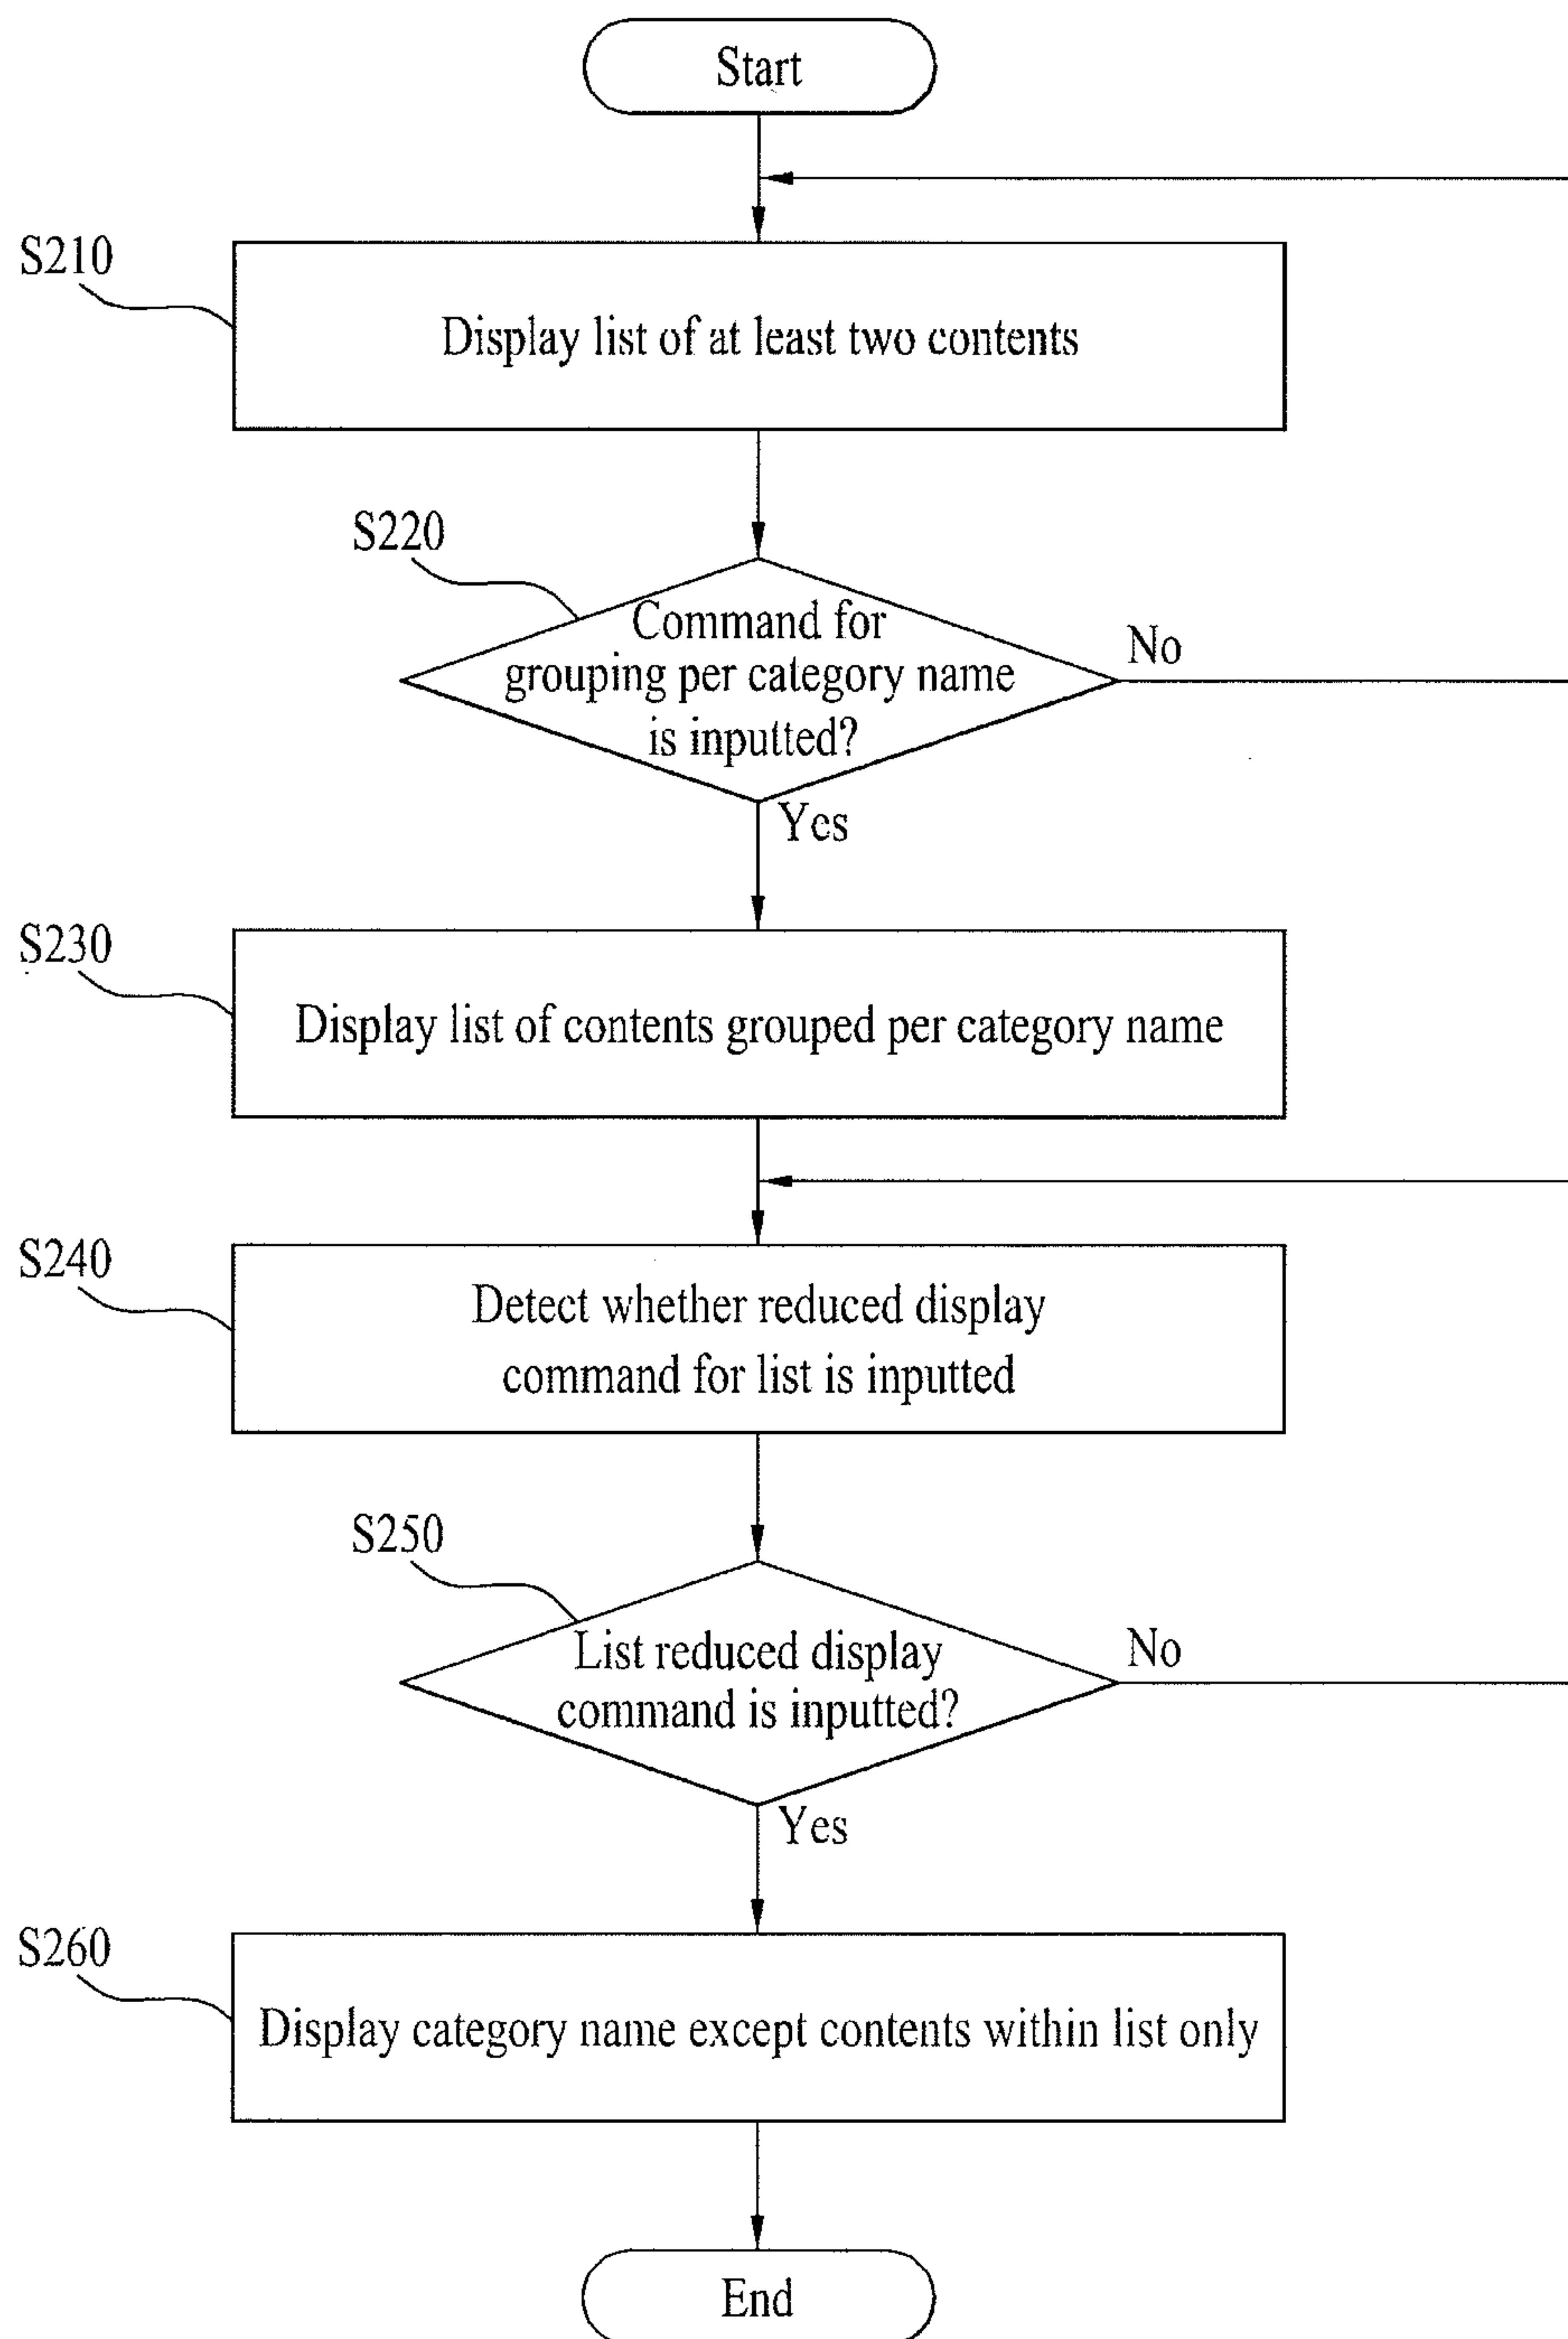 Start
S210
Display list of at least two contents
S220
Command for
grouping per category name
is inputted?
No
Yes
S230
Display list of contents grouped per category name
S240
Detect whether reduced display
command for list is inputted
S250
List reduced display
command is inputted?
No
Yes
S260
Display category name except contents within list only
End